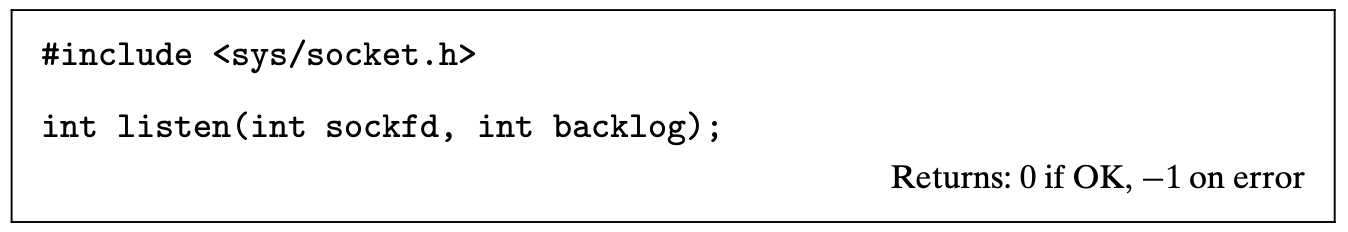 #include <sys/socket.h>
int listen(int sockfd, int backlog);
Returns: 0 if OK, −1 on error